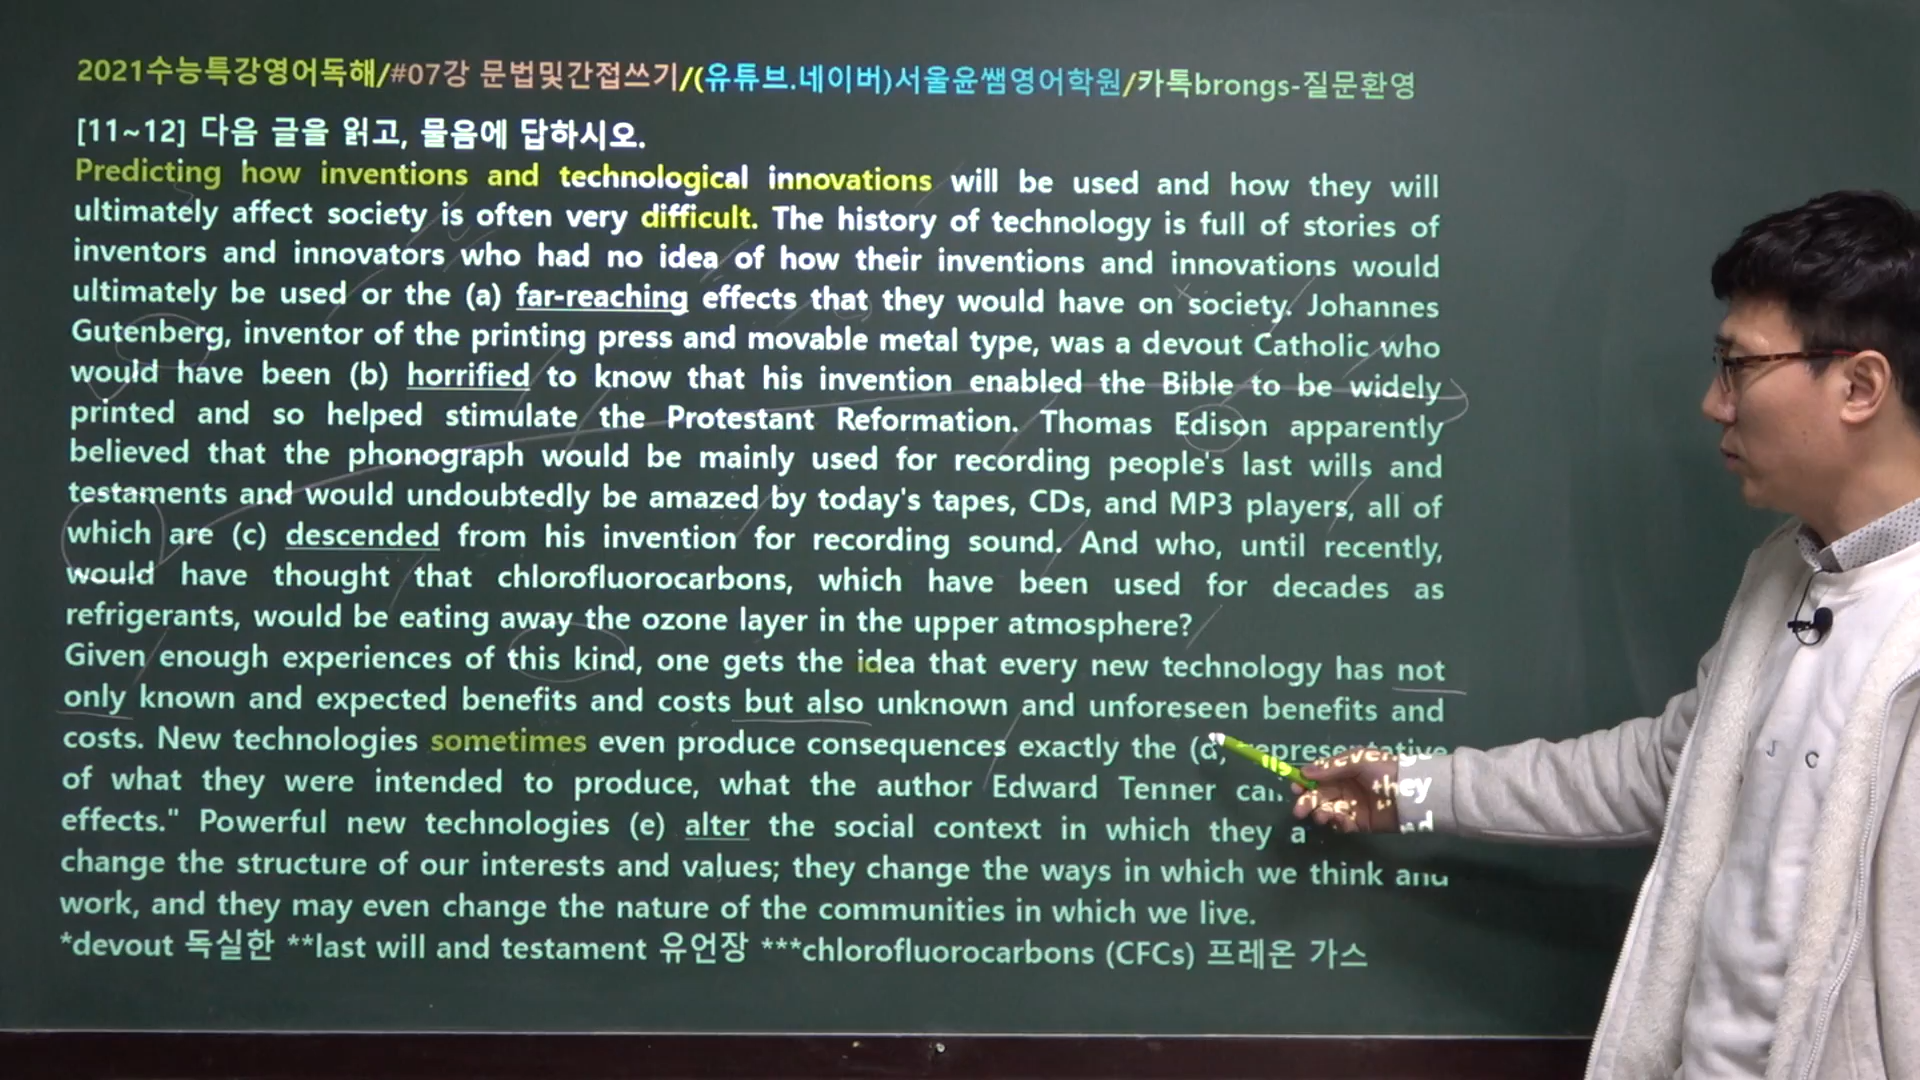 2021수능특강영어독해/#07강 문법및간접쓰기/(유튜브.네이버)서울윤쌤영어학원/카톡brongs-질문환영
[11~12] 다음 글을 읽고, 물음에 답하시오.
Predicting how inventions and technological innovations will be used and how they will
ultimately affect society is often very difficult. The history of technology is full of stories of
inventors and innovators who had no idea of how their inventions and innovations would
ultimately be used or the (a) far-reaching effects that they would have on society. Johannes
Gutenberg, inventor of the printing press and movable metal type, was a devout Catholic who
would have been (b) horrified to know that his invention enabled the Bible to be widely
printed and so helped stimulate the Protestant Reformation. Thomas Edison apparently
believed that the phonograph would be mainly used for recording people's last wills and
testaments and would undoubtedly be amazed by today's tapes, CDs, and MP3 players, all of
which are (c) descended from his invention for recording sound. And who, until recently,
would have thought that chlorofluorocarbons, which have been used for decades as
refrigerants, would be eating away the ozone layer in the upper atmosphere?
Given enough experiences of this kind, one gets the idea that every new technology has not
only known and expected benefits and costs but also unknown and unforeseen benefits and
costs. New technologies sometimes even produce consequences exactly the (d) representative
of what they were intended to produce, what the author Edward Tenner
effects." Powerful new technologies (e) alter the social context in which they
change the structure of our interests and values; they change the ways in which we think and
work, and they may even change the nature of the communities in which we live.
*devout 독실한 **last will and testament 유언장 ***chlorofluorocarbons (CFCs) 프레온 가스
J C